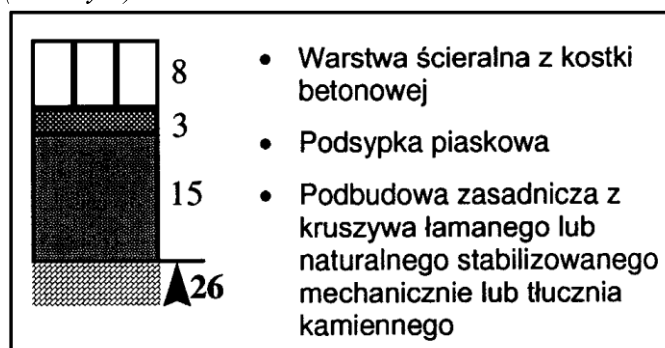 8
3
15
26
• Warstwa ścieralna z kostki
betonowej
• Podsypka piaskowa
• Podbudowa zasadnicza z
kruszywa łamanego lub
naturalnego stabilizowanego
mechanicznie lub tłucznia
kamiennego